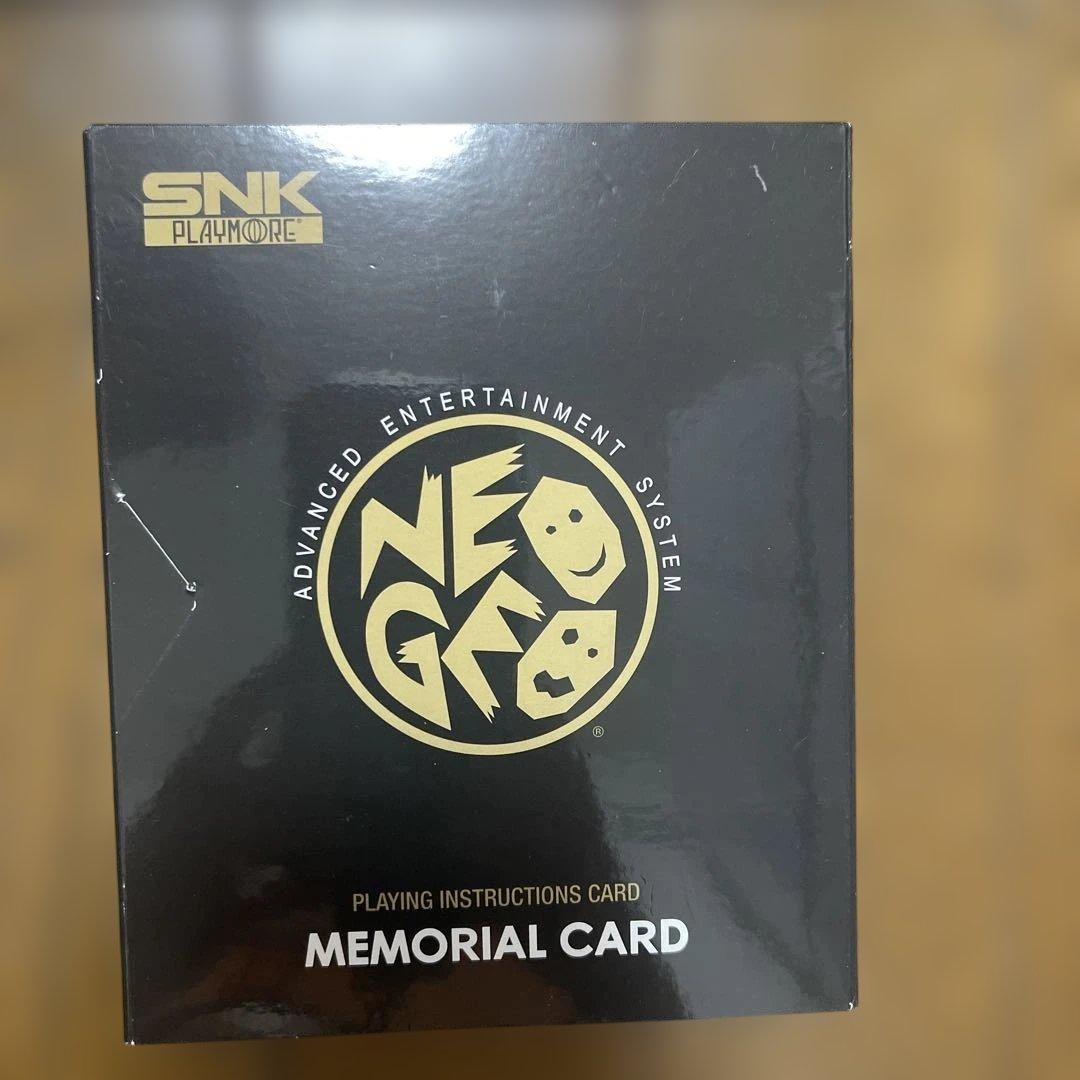 SNK
PLAYMORE®
ADVANCED ENTERTAINMENT SYSTEM
NEO
GEO
®
PLAYING INSTRUCTIONS CARD
MEMORIAL CARD